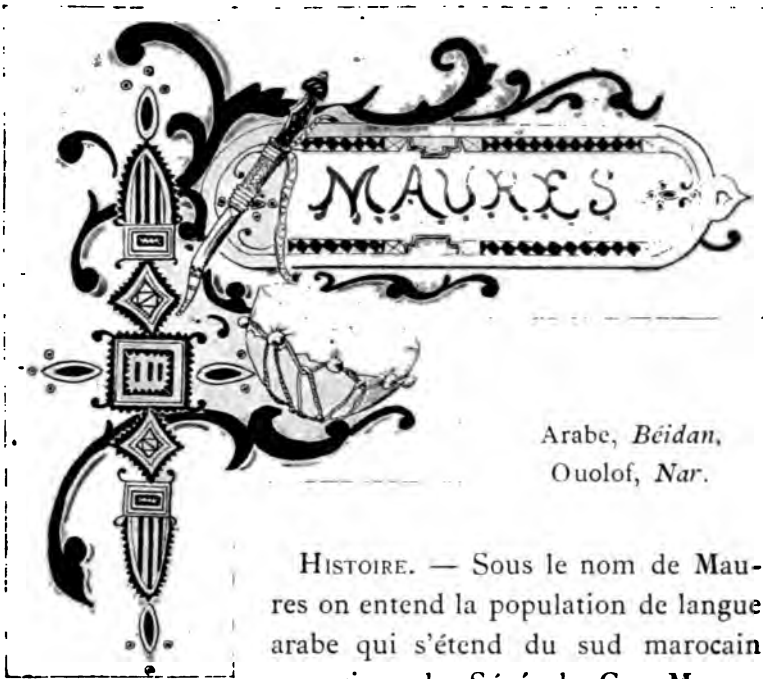 MAURES
Arabe, Béidan,
Ouolof, Nar.
HISTOIRE. — Sous le nom de Mau-
res on entend la population de langue
arabe qui s'étend du sud marocain